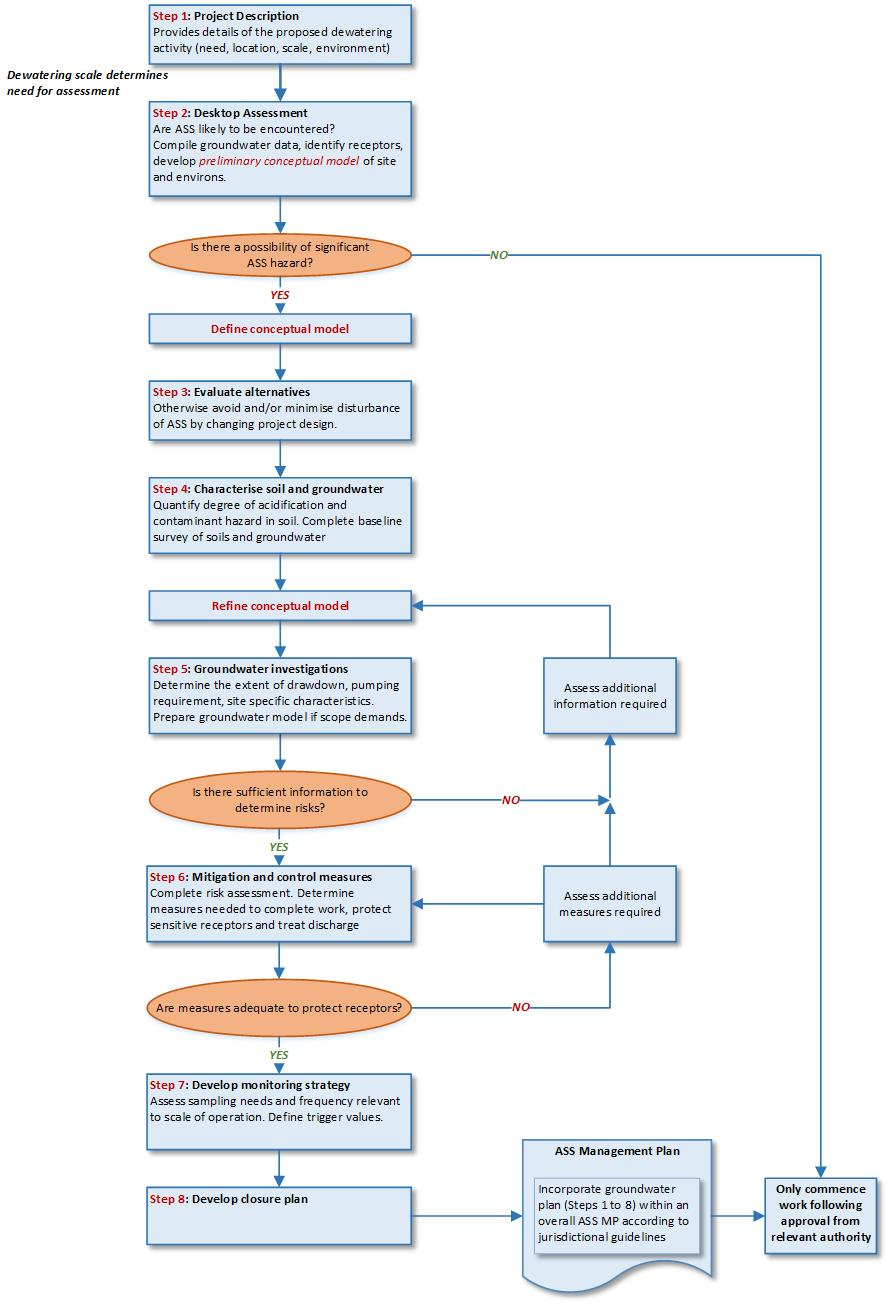 Step 1: Project Description
Provides details of the proposed dewatering
activity (need, location, scale, environment)
Dewatering scale determines
need for assessment
Step 2: Desktop Assessment
Are ASS likely to be encountered?
Compile groundwater data, identify receptors,
develop preliminary conceptual model of site
and environs.
Is there a possibility of significant
ASS hazard?
NO
YES
Define conceptual model
Step 3: Evaluate alternatives
Otherwise avoid and/or minimise disturbance
of ASS by changing project design.
Step 4: Characterise soil and groundwater
Quantify degree of acidification and
contaminant hazard in soil. Complete baseline
survey of soils and groundwater
Refine conceptual model
Step 5: Groundwater investigations
Determine the extent of drawdown, pumping
requirement, site specific characteristics.
Prepare groundwater model if scope demands.
Assess additional
information required
Is there sufficient information to
determine risks?
NO
YES
Step 6: Mitigation and control measures
Complete risk assessment. Determine
measures needed to complete work, protect
sensitive receptors and treat discharge
Assess additional
measures required
Are measures adequate to protect receptors?
NO
YES
Step 7: Develop monitoring strategy
Assess sampling needs and frequency relevant
to scale of operation. Define trigger values.
Step 8: Develop closure plan
ASS Management Plan
Incorporate groundwater
plan (Steps 1 to 8) within an
overall ASS MP according to
jurisdictional guidelines
Only commence
work following
approval from
relevant authority